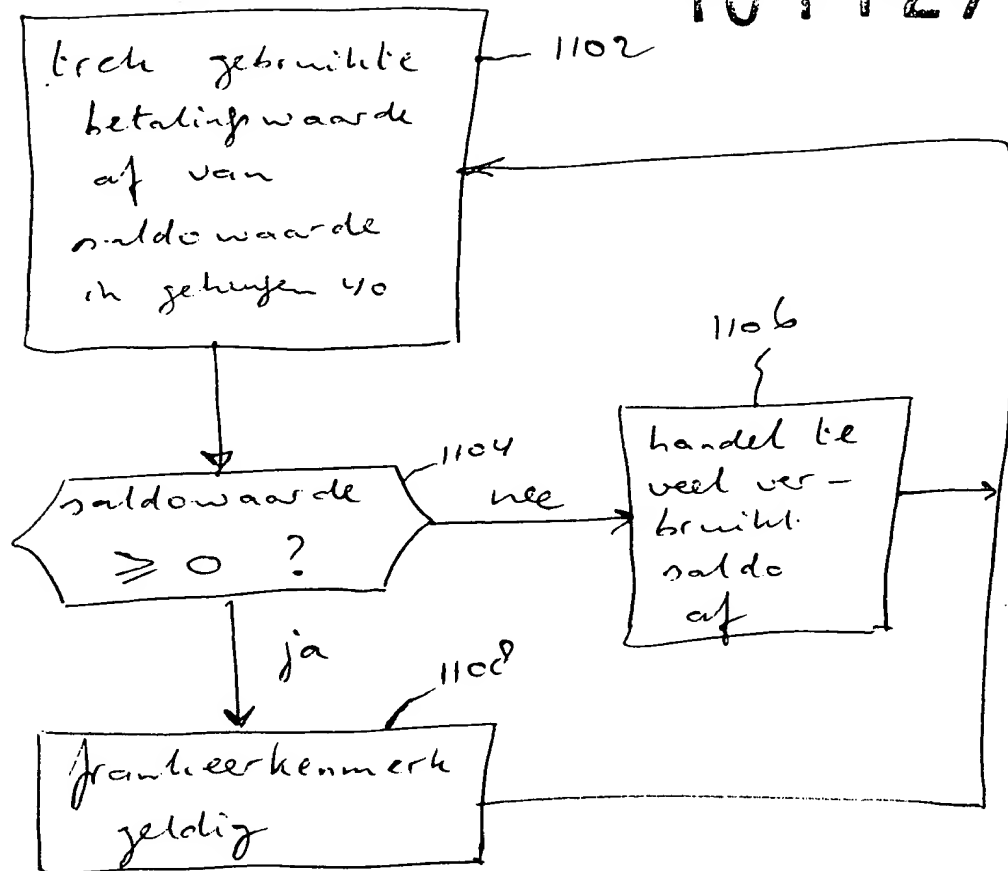 1102
trek gebruikte
betalingswaarde
af van
saldowaarde
in geheugen 40
1106
handel te
veel ver-
bruikt
saldo
af
1104
saldowaarde
≥ 0 ?
nee
ja
1108
frankeerkenmerk
geldig